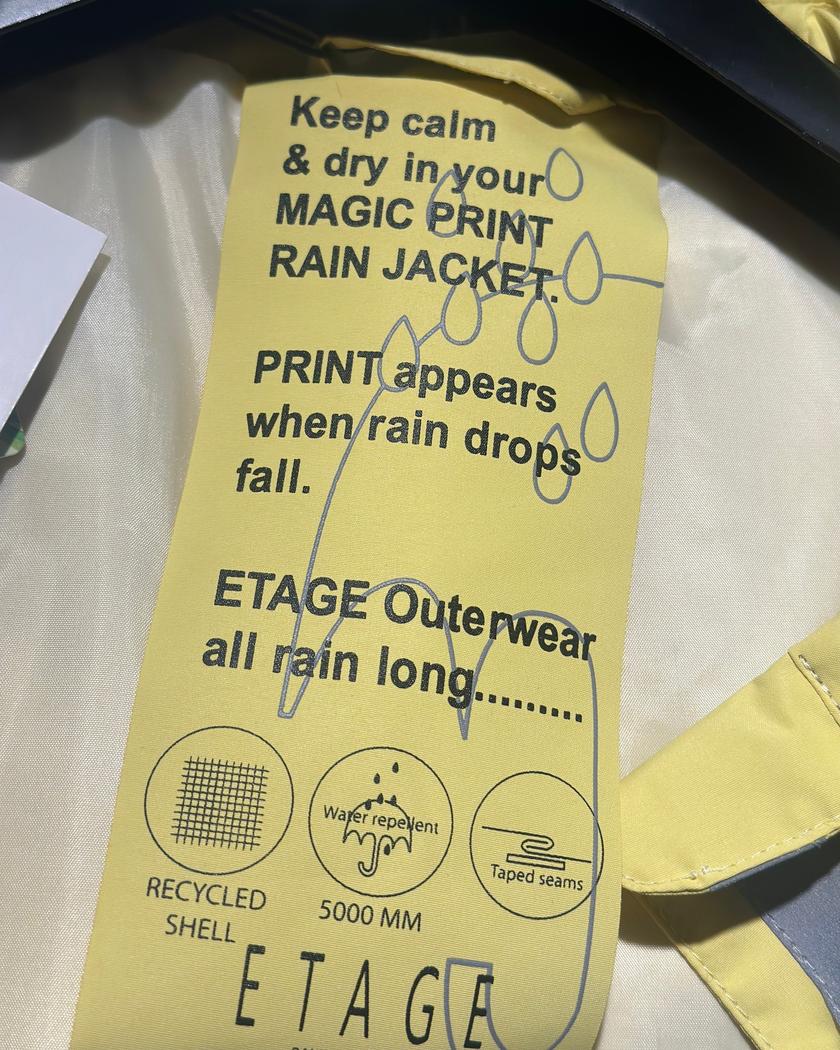 Keep calm
& dry in your
MAGIC PRINT
RAIN JACKET.
PRINT appears
when rain drops
fall.
ETAGE Outerwear
all rain long.........
Water repellent
Taped seams
RECYCLED
SHELL
5000 MM
ETAGE